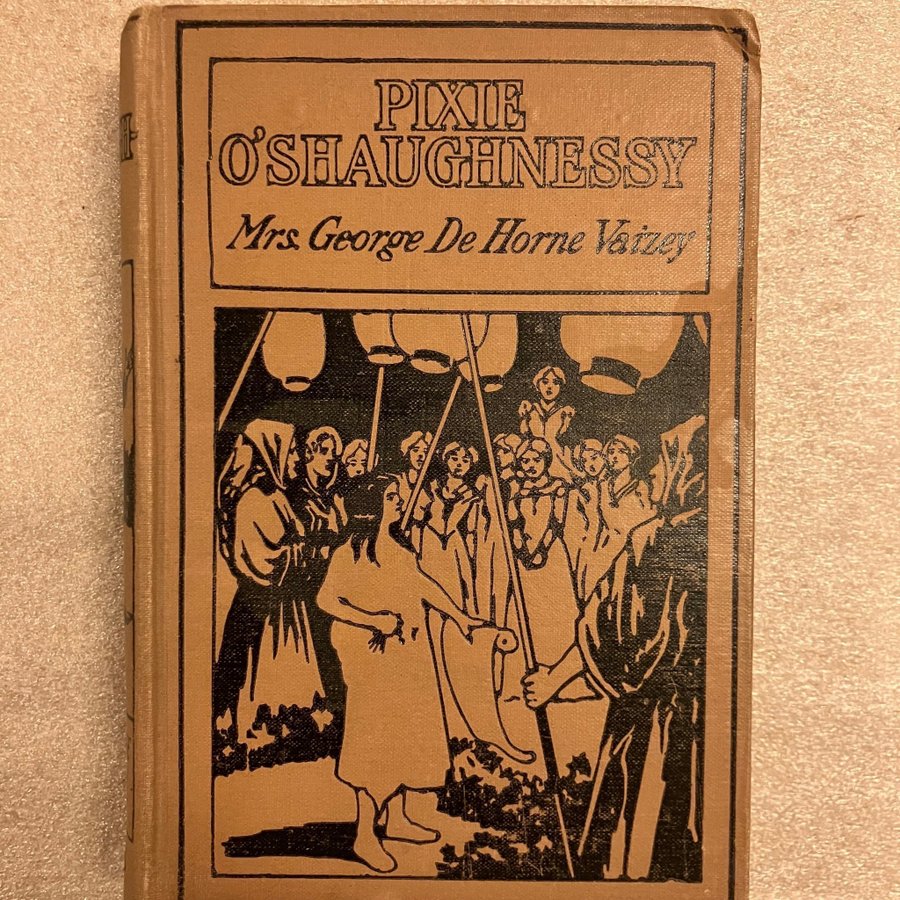 PIXIE
O'SHAUGHNESSY
Mrs. George De Horne Vaizey